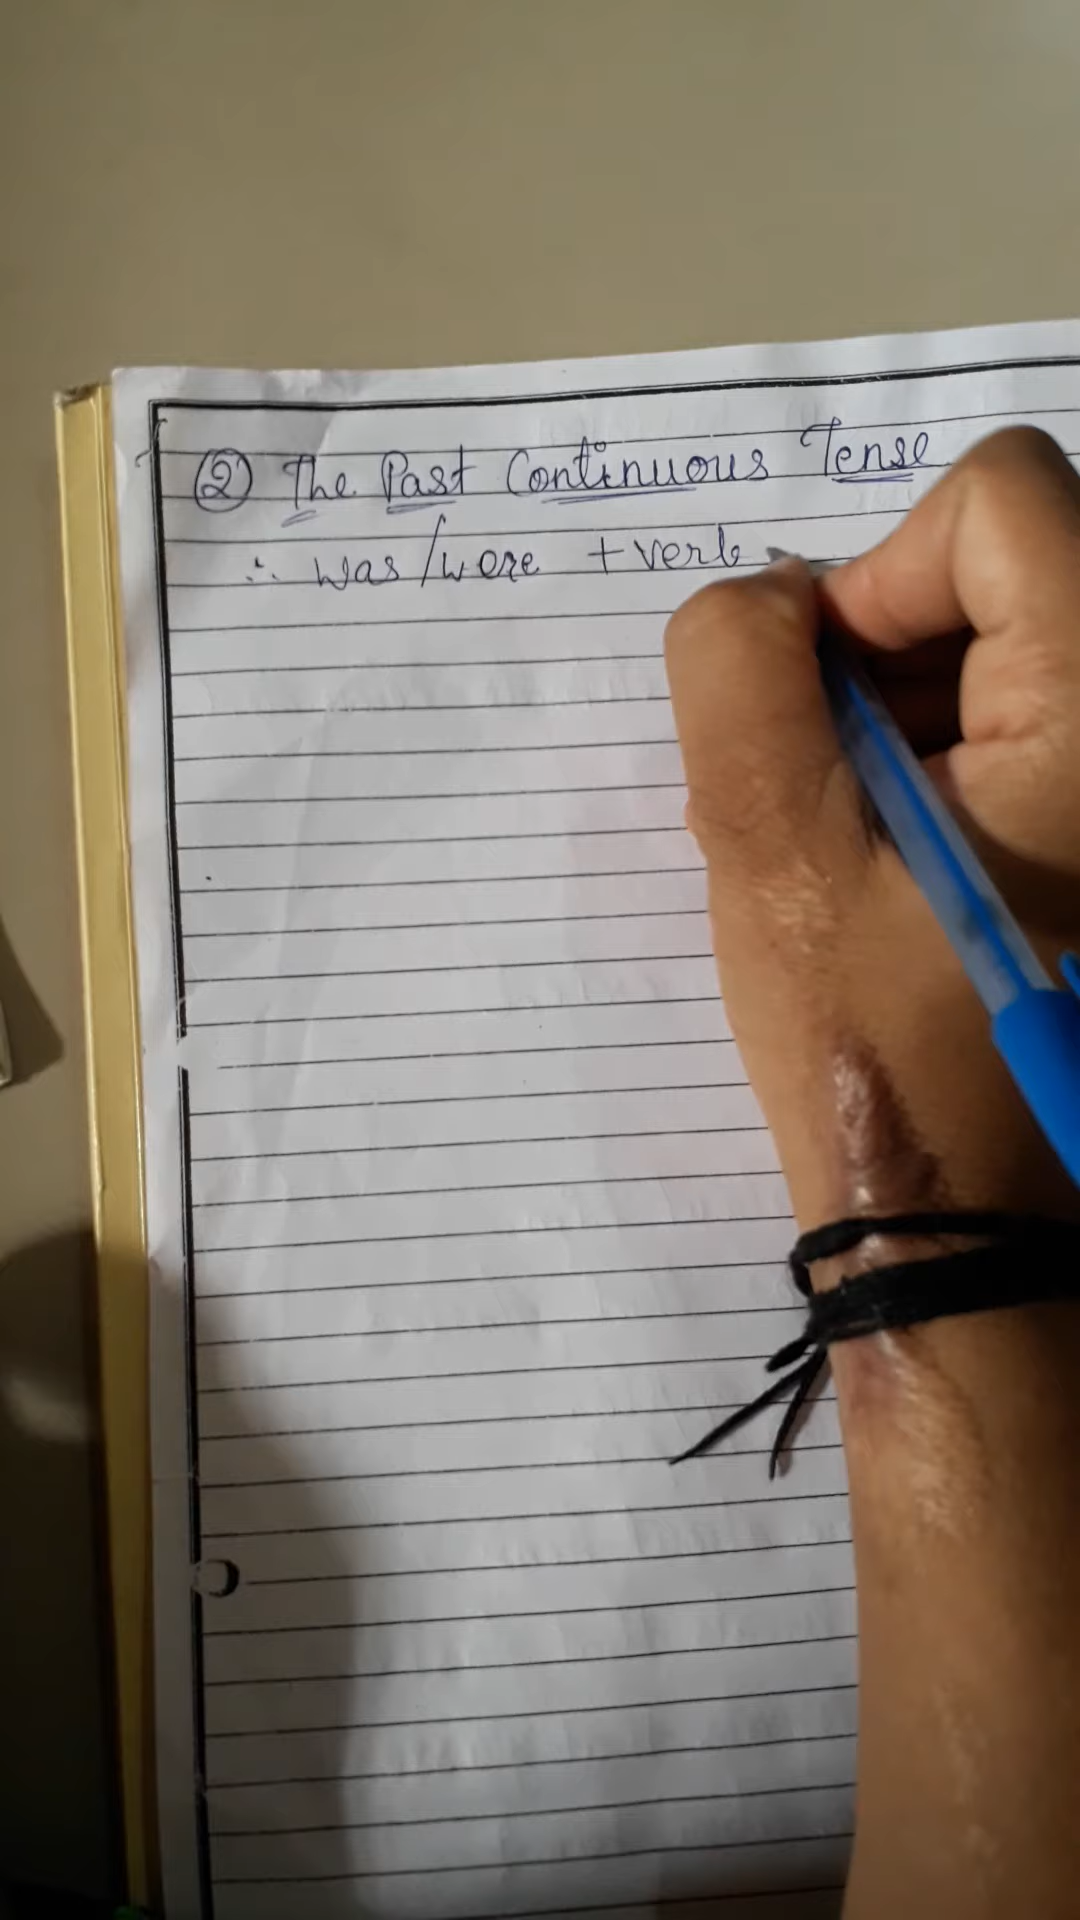 ② The Past Continuous Tense
∴ was/were + verb